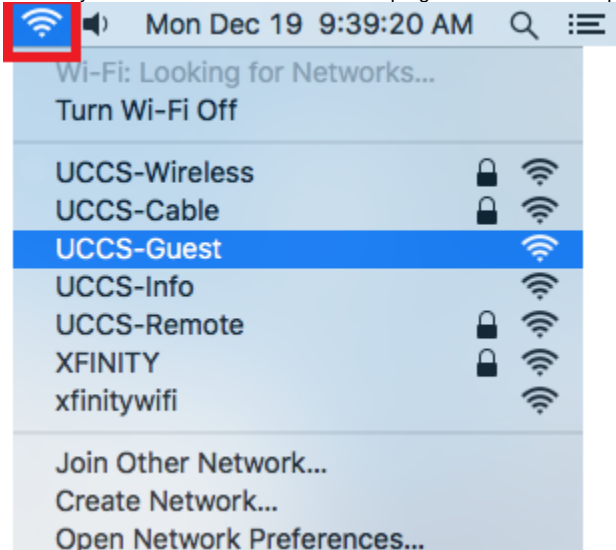 Mon Dec 19 9:39:20 AM
Wi-Fi: Looking for Networks...
Turn Wi-Fi Off
UCCS-Wireless
UCCS-Cable
UCCS-Guest
UCCS-Info
UCCS-Remote
XFINITY
xfinitywifi
Join Other Network...
Create Network...
Open Network Preferences...